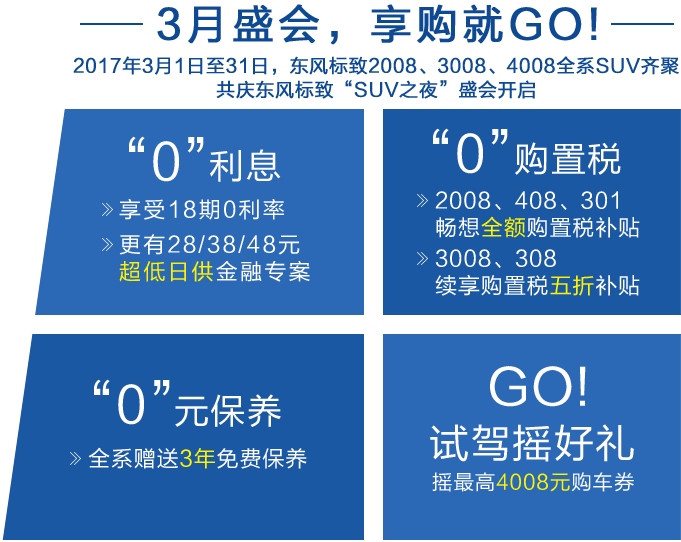 3月盛会，享购就GO!
2017年3月1日至31日，东风标致2008、3008、4008全系SUV齐聚
共庆东风标致“SUV之夜”盛会开启
“0”利息
» 享受18期0利率
» 更有28/38/48元
超低日供金融专案
“0”购置税
» 2008、408、301
畅想全额购置税补贴
» 3008、308
续享购置税五折补贴
“0”元保养
» 全系赠送3年免费保养
GO!
试驾摇好礼
摇最高4008元购车券